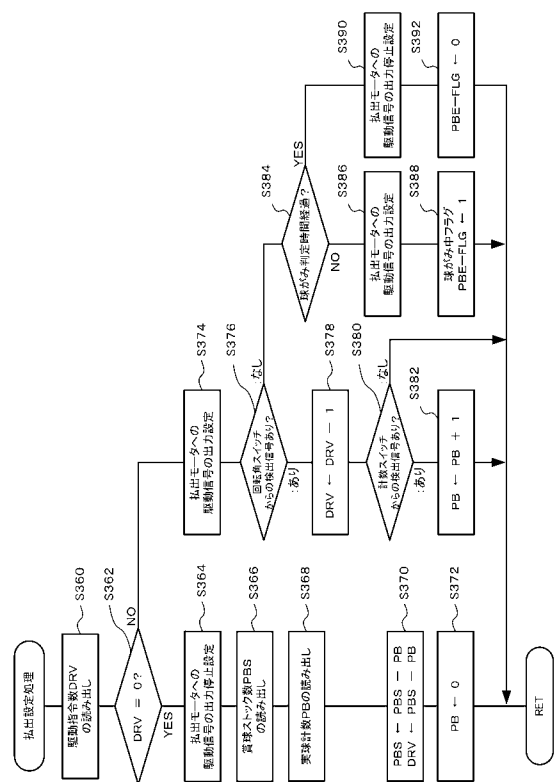 払出設定処理
駆動指令数DRV
の読み出し
S360
DRV = 0?
S362
NO
YES
払出モータへの
駆動信号の出力停止設定
S364
賞球ストック数PBS
の読み出し
S366
実球計数PBの読み出し
S368
PBS ← PBS － PB
DRV ← PBS － PB
S370
PB ← 0
S372
RET
払出モータへの
駆動信号の出力設定
S374
回転角スイッチ
からの検出信号あり?
S376
:なし
:あり
DRV ← DRV － 1
S378
計数スイッチ
からの検出信号あり?
S380
:なし
:あり
PB ← PB ＋ 1
S382
球がみ判定時間経過?
S384
YES
NO
払出モータへの
駆動信号の出力設定
S386
球がみ中フラグ
PBE－FLG ← 1
S388
払出モータへの
駆動信号の出力停止設定
S390
PBE－FLG ← 0
S392